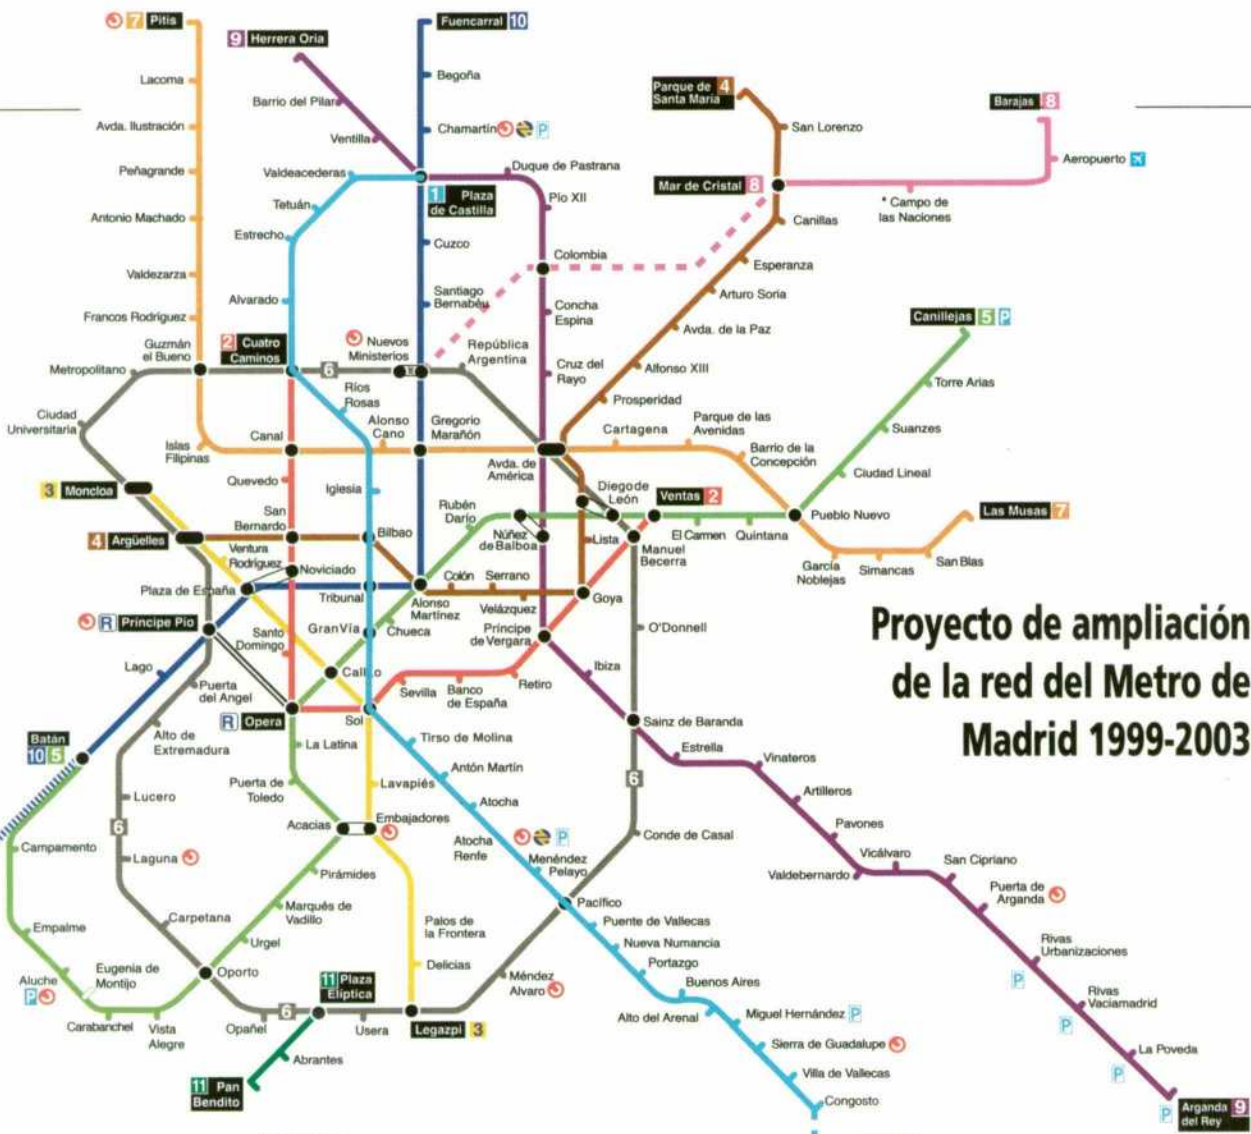 7 Pitis
Fuencarral 10
9 Herrera Oria
Lacoma
Begoña
Parque de 4
Santa María
Barajas 8
Barrio del Pilar
Avda. Ilustración
Ventilla
Chamartín P
San Lorenzo
Aeropuerto
Peñagrande
Valdeacederas
Duque de Pastrana
1 Plaza
de Castilla
Mar de Cristal 8
Pío XII
Tetuán
* Campo de
las Naciones
Antonio Machado
Canillas
Estrecho
Cuzco
Colombia
Esperanza
Valdezarza
Alvarado
Santiago
Bernabéu
Arturo Soria
Concha
Espina
Francos Rodríguez
Canillejas 5 P
Avda. de la Paz
Guzmán
el Bueno
2 Cuatro
Caminos
Nuevos
Ministerios
República
Argentina
Metropolitano
6
10
Cruz del
Rayo
Alfonso XIII
Torre Arias
Ríos
Rosas
Prosperidad
Ciudad
Universitaria
Alonso
Cano
Gregorio
Marañón
Cartagena
Parque de las
Avenidas
Suanzes
Islas
Filipinas
Canal
Barrio de la
Concepción
Avda. de
América
Ciudad Lineal
Quevedo
Iglesia
3 Moncloa
Diego de
León
Ventas 2
Rubén
Darío
San
Bernardo
Pueblo Nuevo
Las Musas 7
4 Argüelles
Bilbao
Núñez
de Balboa
Lista
El Carmen
Quintana
Manuel
Becerra
Ventura
Rodríguez
Noviciado
García
Noblejas
Simancas
San Blas
Plaza de España
Tribunal
Colón
Serrano
Alonso
Martínez
Velázquez
Goya
R Príncipe Pío
Gran Vía
Chueca
Príncipe
de Vergara
O'Donnell
Proyecto de ampliación
de la red del Metro de
Madrid 1999-2003
Santo
Domingo
Lago
Callao
Ibiza
Puerta
del Angel
Sevilla
Banco
de España
Retiro
R Opera
Sol
Sainz de Baranda
Batán
10 5
Alto de
Extremadura
La Latina
Tirso de Molina
Estrella
Vinateros
Antón Martín
Puerta de
Toledo
Lavapiés
6
Artilleros
Lucero
Atocha
Acacias
Embajadores
Pavones
6
Atocha
Renfe
P
Conde de Casal
Campamento
Laguna
Menéndez
Pelayo
Vicálvaro
San Cipriano
Pirámides
Valdebernardo
Puerta de
Arganda
Pacífico
Marqués de
Vadillo
Carpetana
Palos de
la Frontera
Puente de Vallecas
Empalme
Urgel
Nueva Numancia
Rivas
Urbanizaciones
Aluche
P
Eugenia de
Montijo
Oporto
Delicias
Portazgo
P
11 Plaza
Elíptica
Méndez
Alvaro
Buenos Aires
Rivas
Vaciamadrid
Carabanchel
Vista
Alegre
Opañel
6
Usera
Legazpi 3
Alto del Arenal
Miguel Hernández P
P
Abrantes
Sierra de Guadalupe
La Poveda
11 Pan
Bendito
Villa de Vallecas
P
Congosto
P
Arganda 9
del Rey